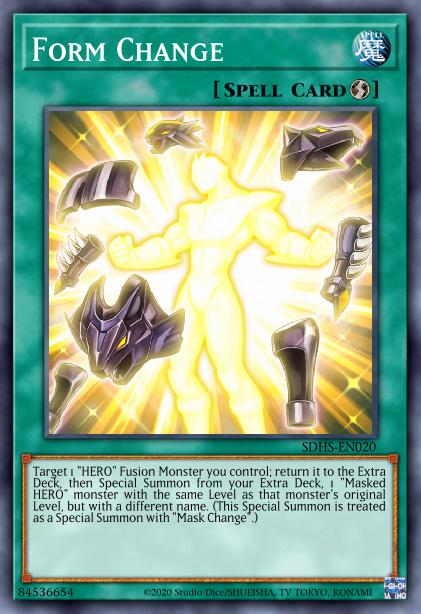 FORM CHANGE
SPELL
魔
[SPELL CARD]
SDHS-EN020
Target 1 "HERO" Fusion Monster you control; return it to the Extra
Deck, then Special Summon from your Extra Deck, 1 "Masked
HERO" monster with the same Level as that monster's original
Level, but with a different name. (This Special Summon is treated
as a Special Summon with "Mask Change".)
84536654
©2020 Studio Dice/SHUEISHA, TV TOKYO, KONAMI